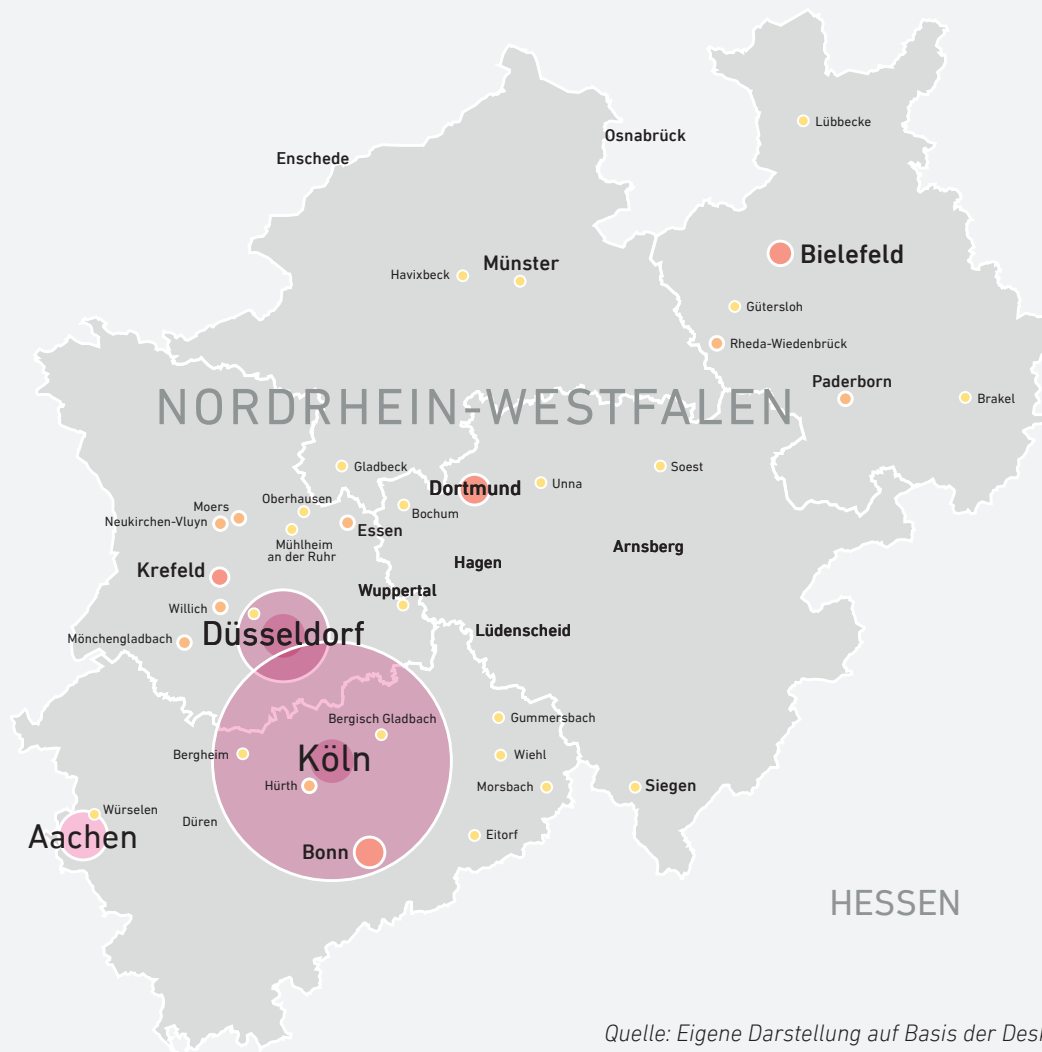 Lübbecke
Osnabrück
Enschede
Bielefeld
Münster
Havixbeck
Gütersloh
Rheda-Wiedenbrück
Paderborn
Brakel
NORDRHEIN-WESTFALEN
Gladbeck
Soest
Unna
Dortmund
Oberhausen
Moers
Bochum
Neukirchen-Vluyn
Essen
Mühlheim
an der Ruhr
Arnsberg
Hagen
Krefeld
Wuppertal
Willich
Düsseldorf
Lüdenscheid
Mönchengladbach
Gummersbach
Bergisch Gladbach
Bergheim
Köln
Wiehl
Hürth
Morsbach
Siegen
Würselen
Düren
Aachen
Eitorf
Bonn
HESSEN
Quelle: Eigene Darstellung auf Basis der